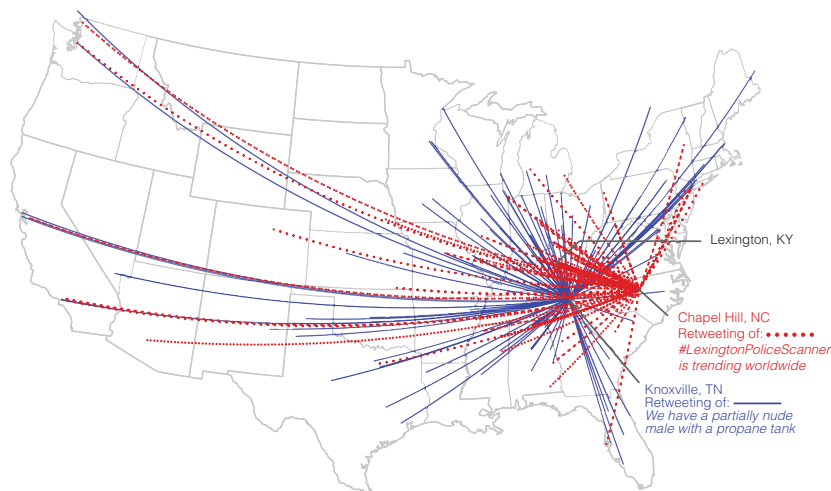 Lexington, KY
Chapel Hill, NC
Retweeting of:
#LexingtonPoliceScanner
is trending worldwide
Knoxville, TN
Retweeting of:
We have a partially nude
male with a propane tank